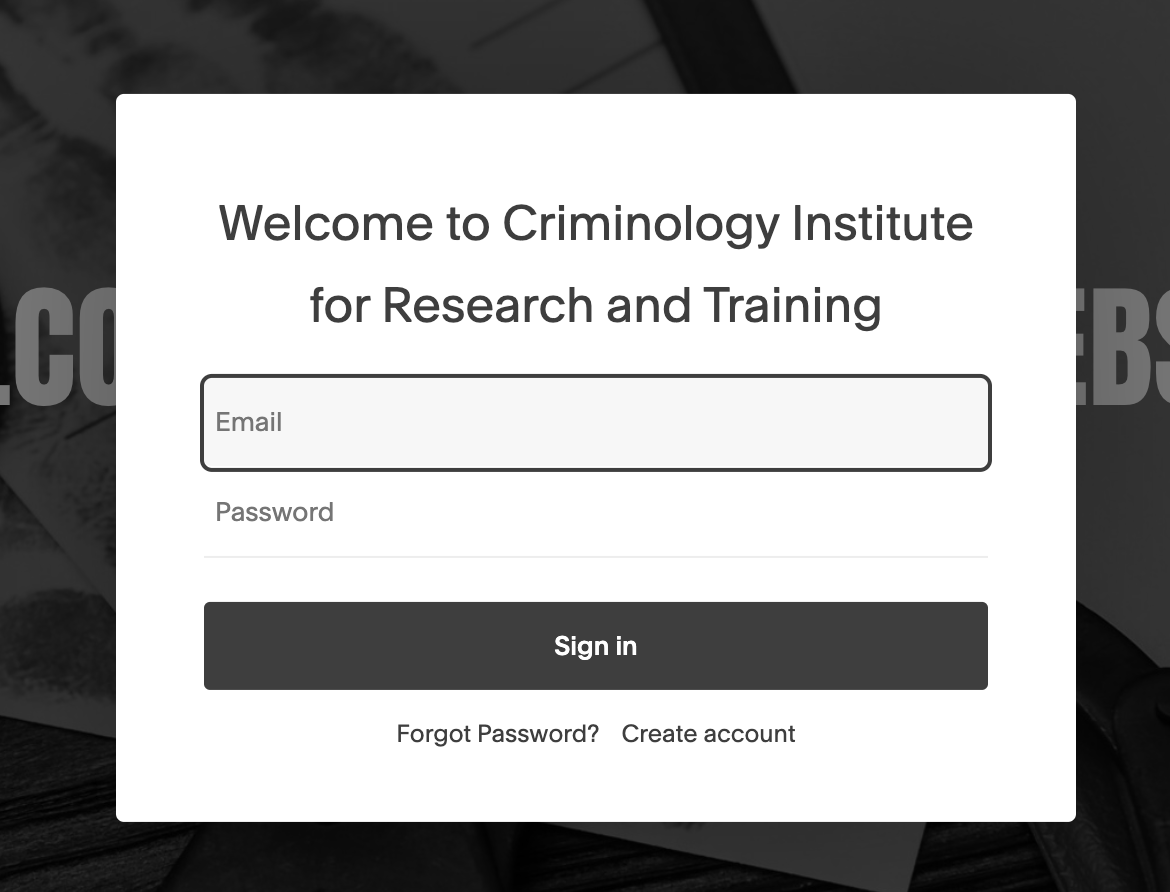 Welcome to Criminology Institute
for Research and Training
Email
Password
Sign in
Forgot Password? Create account